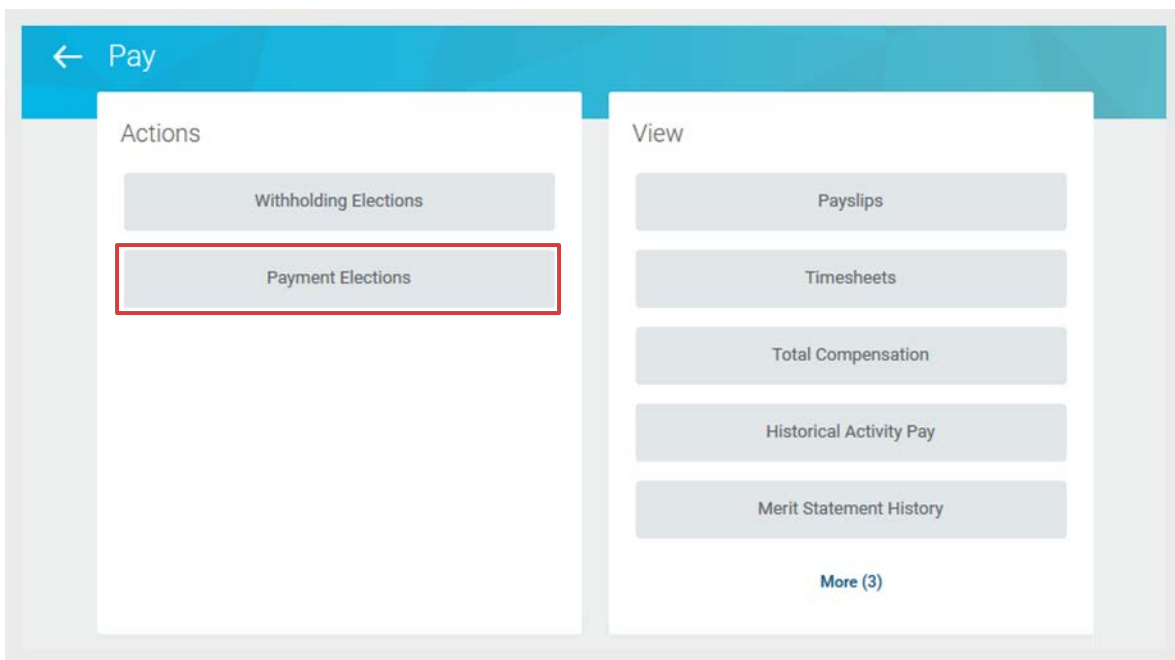 Pay
Actions
Withholding Elections
Payment Elections
View
Payslips
Timesheets
Total Compensation
Historical Activity Pay
Merit Statement History
More (3)